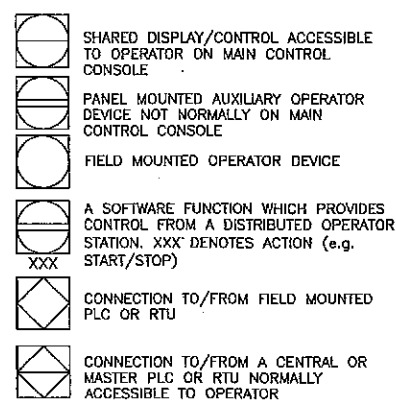 SHARED DISPLAY/CONTROL ACCESSIBLE
TO OPERATOR ON MAIN CONTROL
CONSOLE
PANEL MOUNTED AUXILIARY OPERATOR
DEVICE NOT NORMALLY ON MAIN
CONTROL CONSOLE
FIELD MOUNTED OPERATOR DEVICE
A SOFTWARE FUNCTION WHICH PROVIDES
CONTROL FROM A DISTRIBUTED OPERATOR
STATION. XXX DENOTES ACTION (e.g.
START/STOP)
XXX
CONNECTION TO/FROM FIELD MOUNTED
PLC OR RTU
CONNECTION TO/FROM A CENTRAL OR
MASTER PLC OR RTU NORMALLY
ACCESSIBLE TO OPERATOR